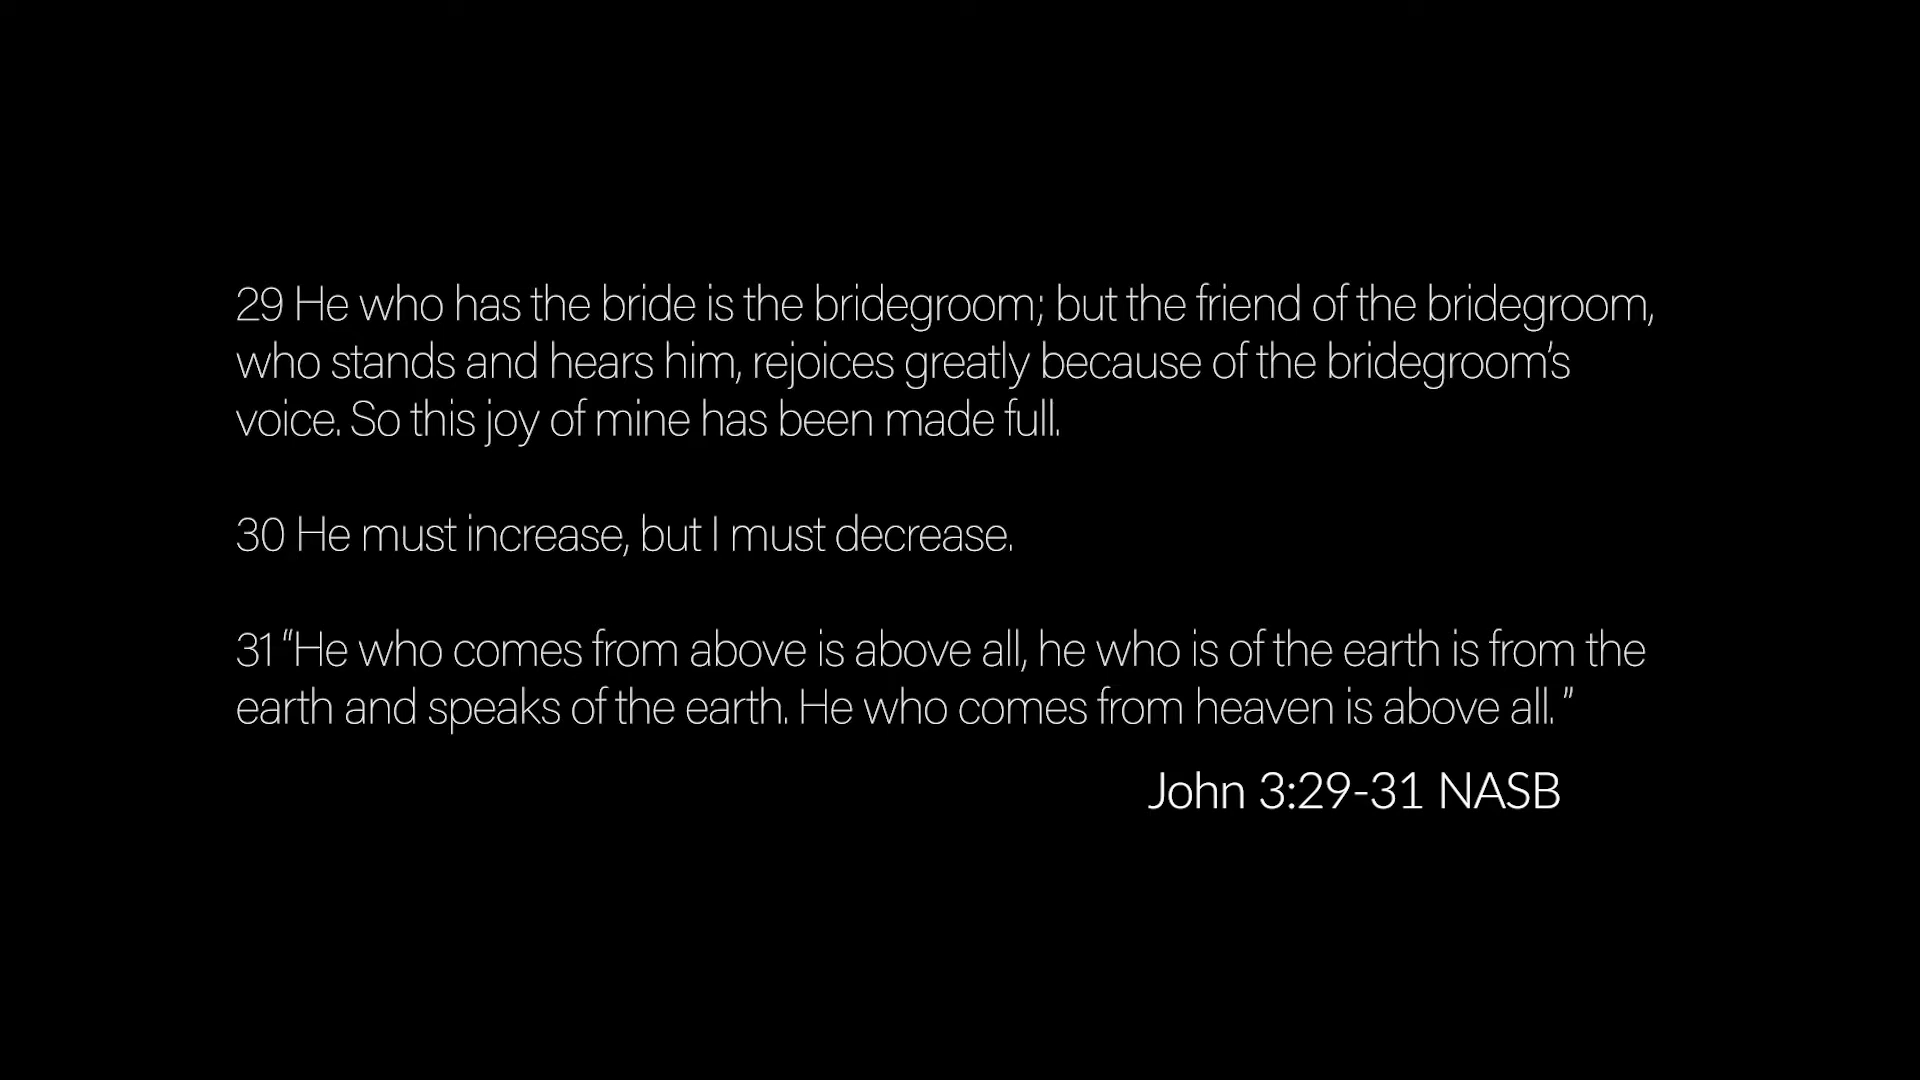 29 He who has the bride is the bridegroom; but the friend of the bridegroom,
who stands and hears him, rejoices greatly because of the bridegroom’s
voice. So this joy of mine has been made full.
30 He must increase, but I must decrease.
31 “He who comes from above is above all, he who is of the earth is from the
earth and speaks of the earth. He who comes from heaven is above all. ”
John 3:29-31 NASB